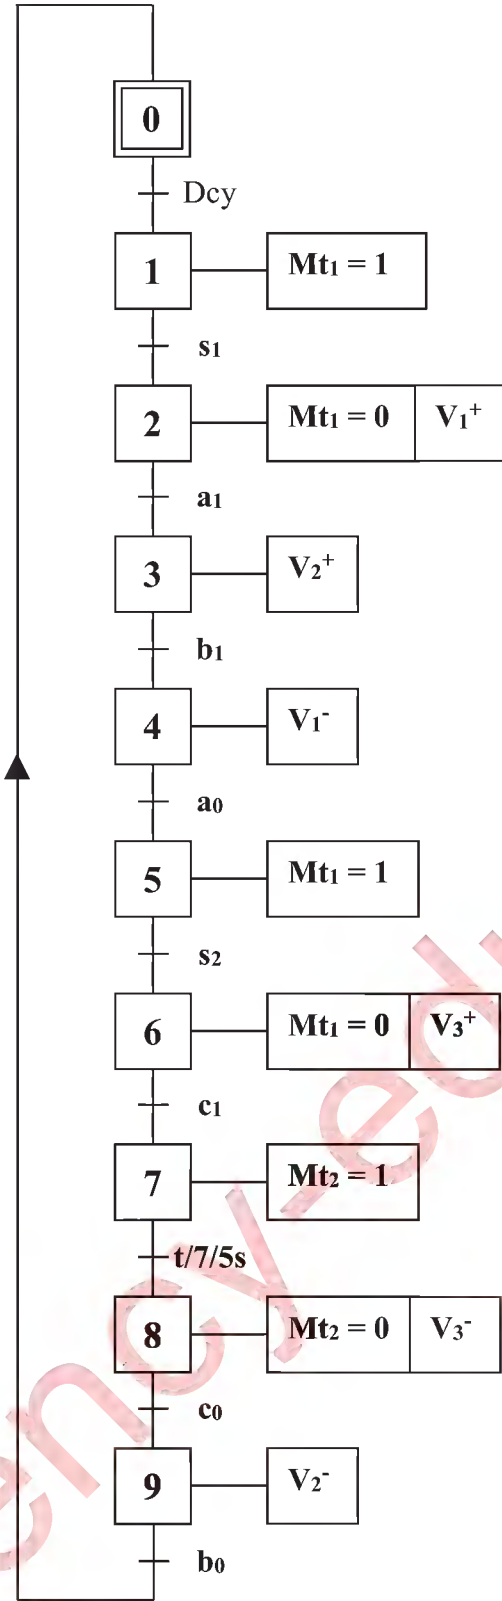 0
Dcy
1 Mt₁ = 1
s₁
2 Mt₁ = 0 V₁⁺
a₁
3 V₂⁺
b₁
4 V₁⁻
a₀
5 Mt₁ = 1
s₂
6 Mt₁ = 0 V₃⁺
c₁
7 Mt₂ = 1
t/7/5s
8 Mt₂ = 0 V₃⁻
c₀
9 V₂⁻
b₀
ency-ed